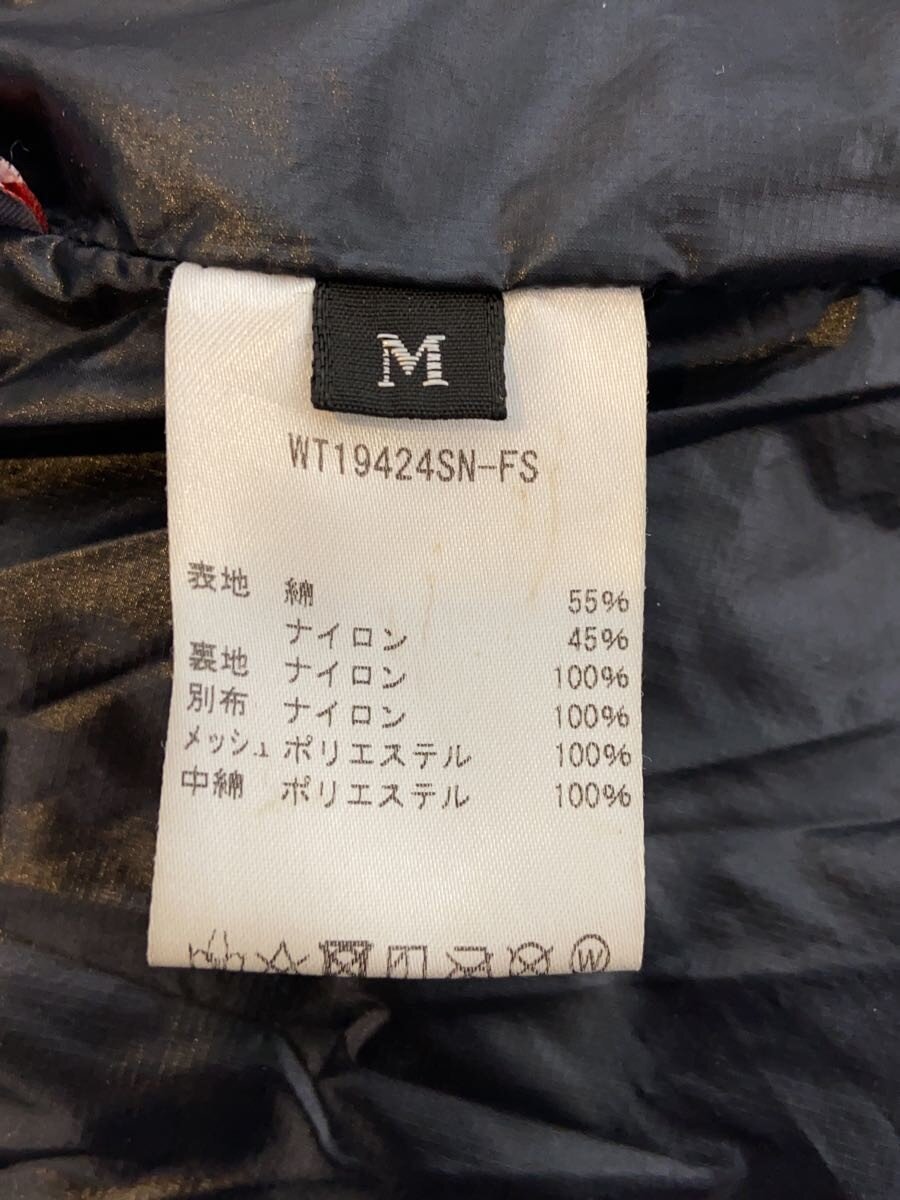 M
WT19424SN-FS
表地 綿 55%
ナイロン 45%
裏地 ナイロン 100%
別布 ナイロン 100%
メッシュ ポリエステル 100%
中綿 ポリエステル 100%
W